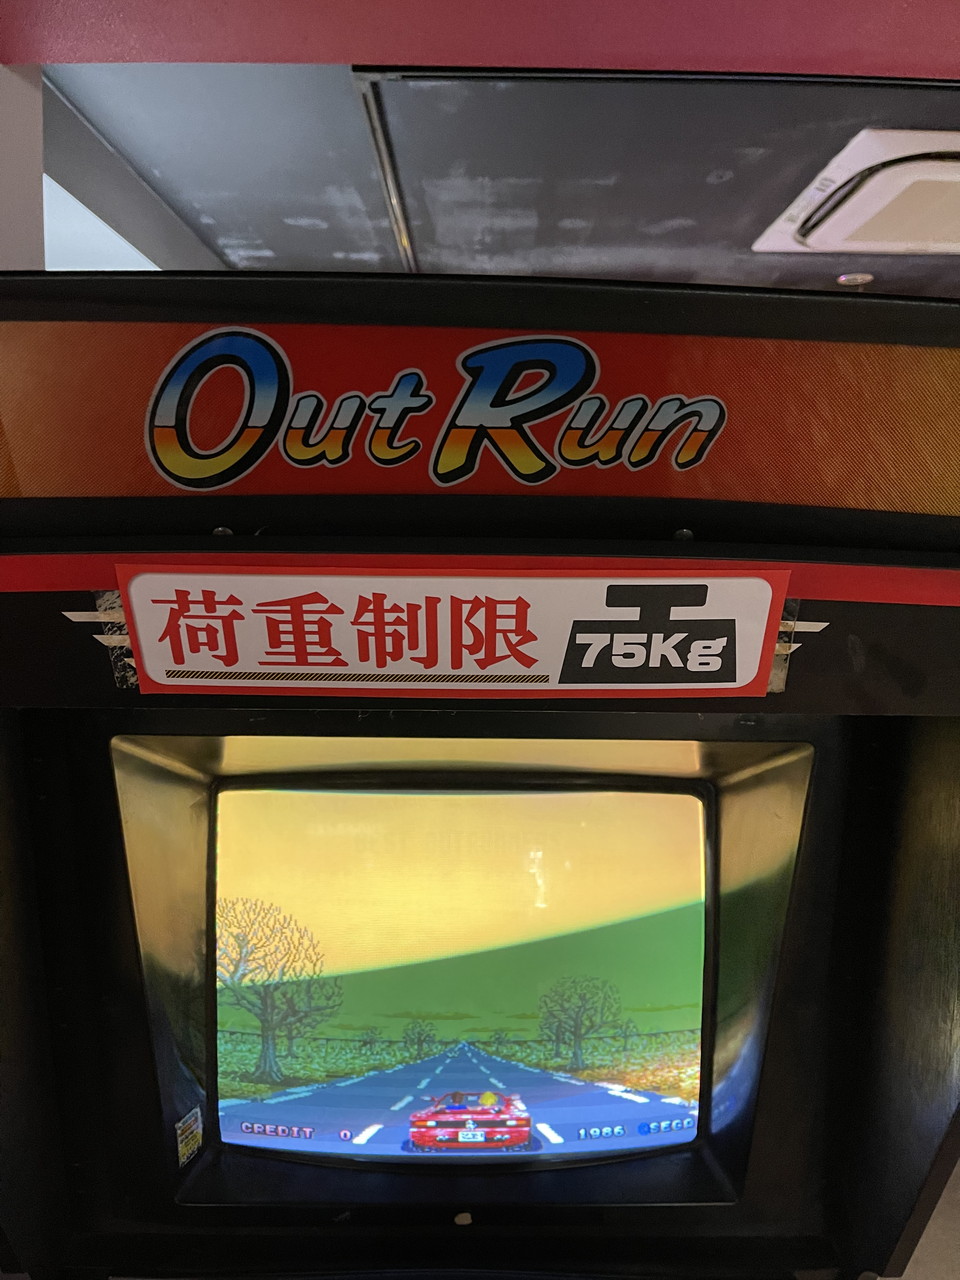 OutRun
荷重制限
75Kg
CREDIT 0
1986 SEGA